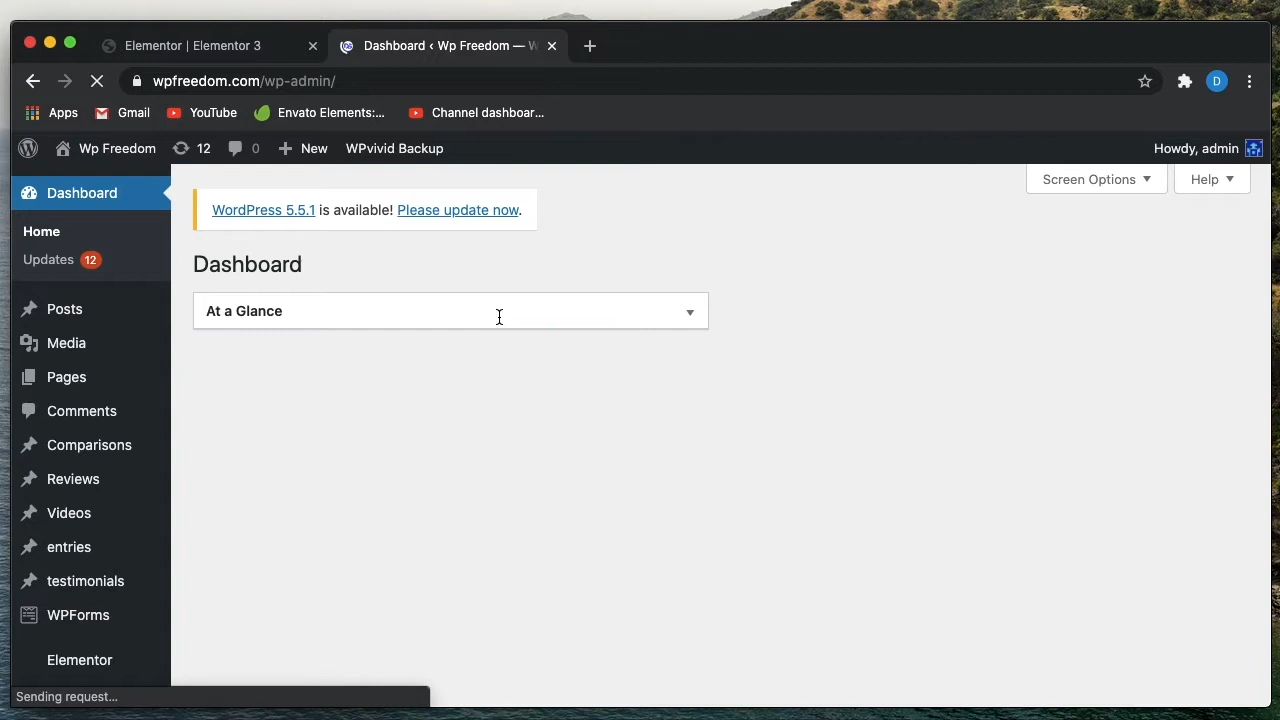 Elementor | Elementor 3
Dashboard ‹ Wp Freedom — W
wpfreedom.com/wp-admin/
D
Apps
Gmail
YouTube
Envato Elements:...
Channel dashboar...
Wp Freedom
12
0
New
WPvivid Backup
Howdy, admin
Dashboard
Screen Options
Help
WordPress 5.5.1 is available! Please update now.
Home
Updates 12
Dashboard
At a Glance
Posts
Media
Pages
Comments
Comparisons
Reviews
Videos
entries
testimonials
WPForms
Elementor
Sending request...